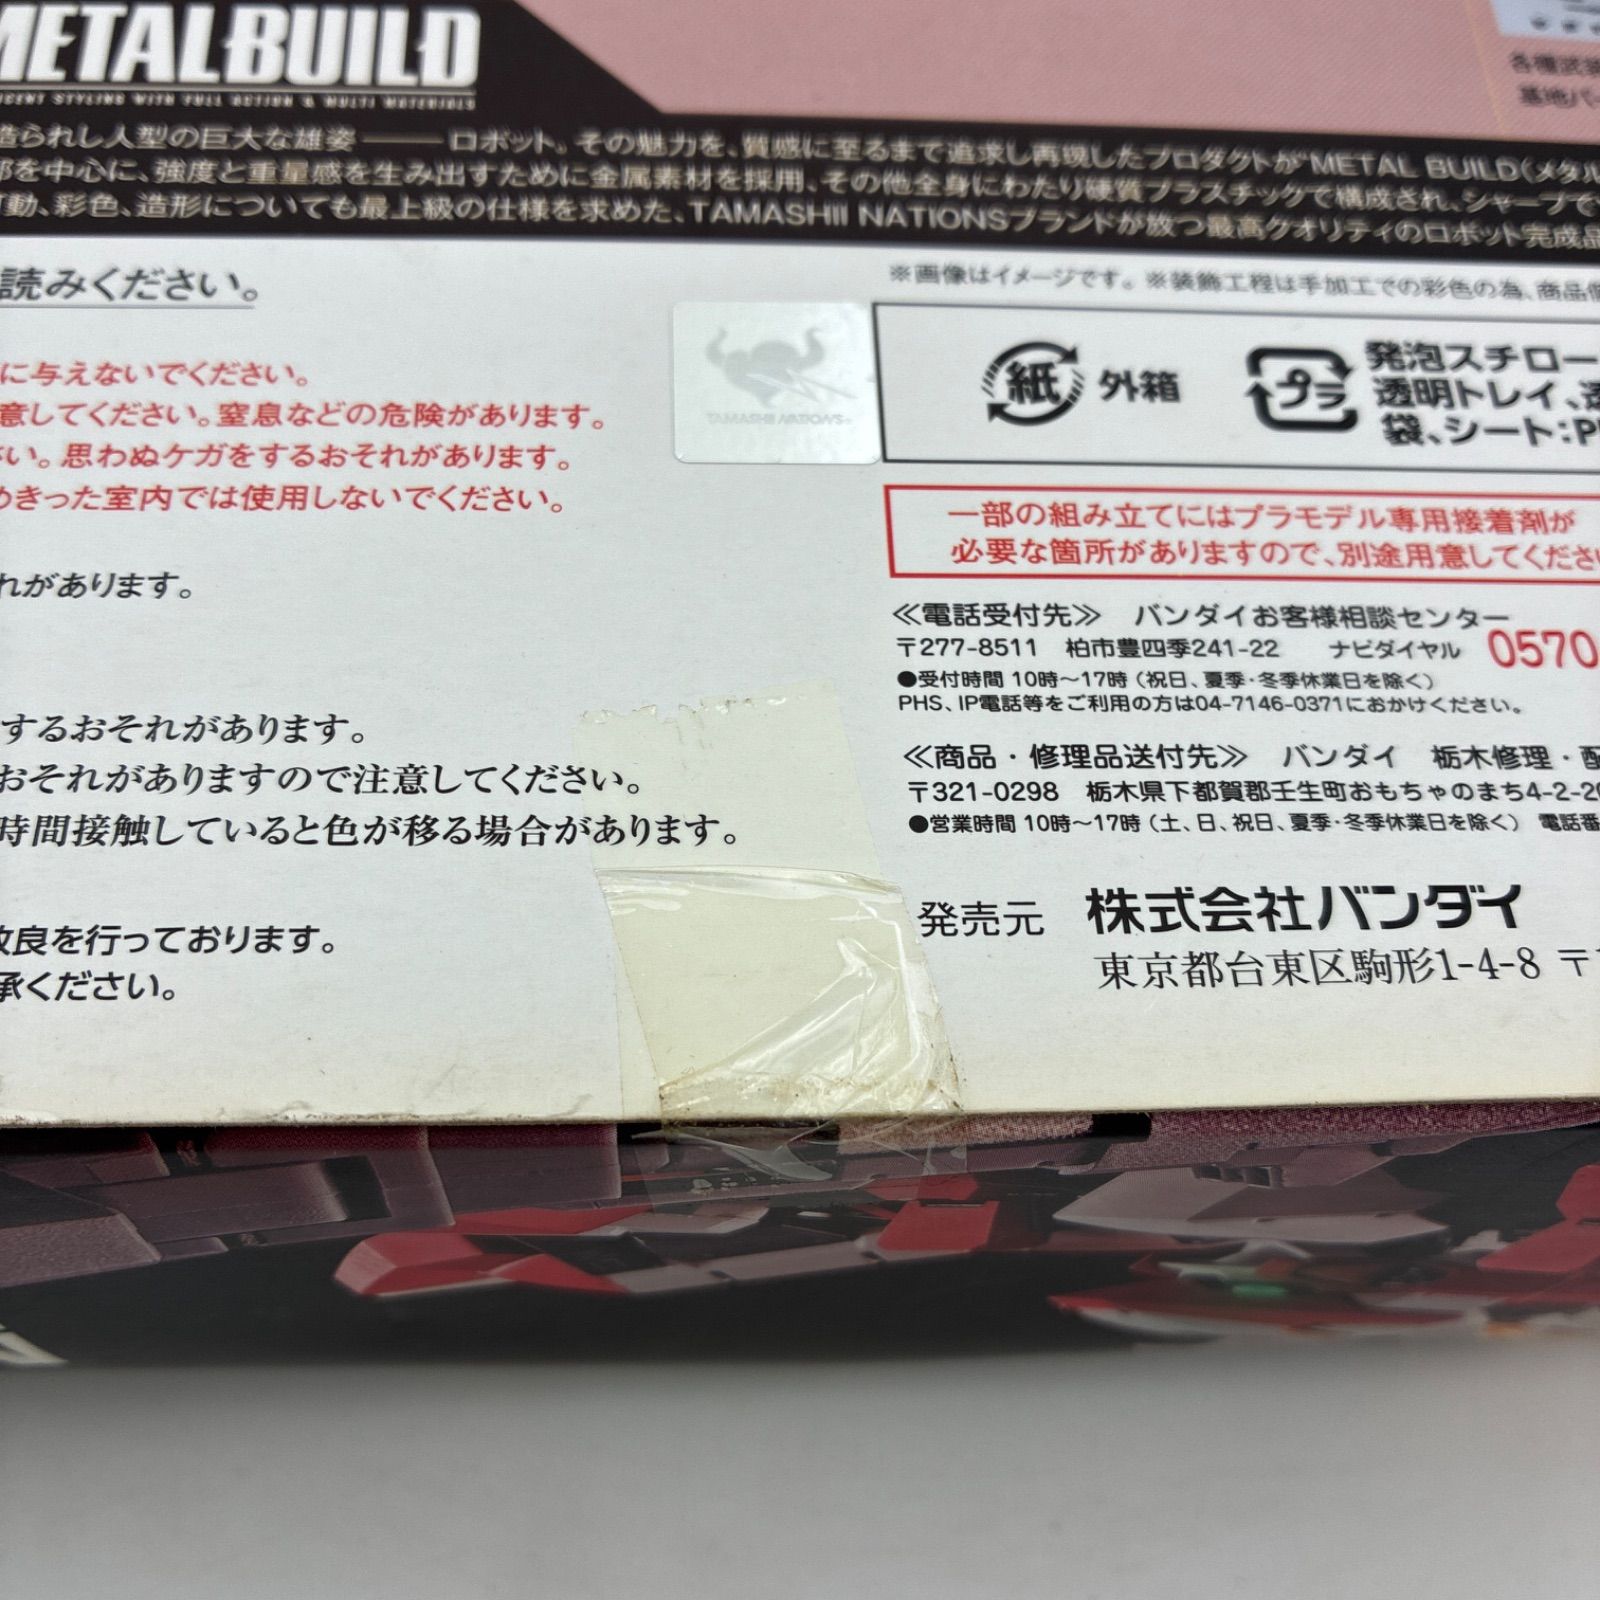 METALBUILD
STYLING WITH FULL ACTION & MULTI MATERIALS
造られし人型の巨大な雄姿――ロボット。その魅力を、質感に至るまで追求し再現したプロダクトが"METAL BUILD(メタル
部を中心に、強度と重量感を生み出すために金属素材を採用、その他全身にわたり硬質プラスチックで構成され、シャープで
可動、彩色、造形についても最上級の仕様を求めた、TAMASHII NATIONSブランドが放つ最高クオリティのロボット完成品
各種武装
基地パ
読みください。
に与えないでください。
意してください。窒息などの危険があります。
さい。思わぬケガをするおそれがあります。
めきった室内では使用しないでください。
れがあります。
するおそれがあります。
おそれがありますので注意してください。
時間接触していると色が移る場合があります。
改良を行っております。
承ください。
TAMASHII NATIONS
※画像はイメージです。※装飾工程は手加工での彩色の為、商品個
紙 外箱
プラ
発泡スチロー
透明トレイ、透
袋、シート:P
一部の組み立てにはプラモデル専用接着剤が
必要な箇所がありますので、別途用意してくださ
≪電話受付先≫ バンダイお客様相談センター
〒277-8511 柏市豊四季241-22 ナビダイヤル 0570
●受付時間 10時～17時(祝日、夏季・冬季休業日を除く)
PHS、IP電話等をご利用の方は04-7146-0371におかけください。
≪商品・修理品送付先≫ バンダイ 栃木修理・配
〒321-0298 栃木県下都賀郡壬生町おもちゃのまち4-2-20
●営業時間 10時～17時(土、日、祝日、夏季・冬季休業日を除く) 電話番
発売元 株式会社バンダイ
東京都台東区駒形1-4-8 〒1